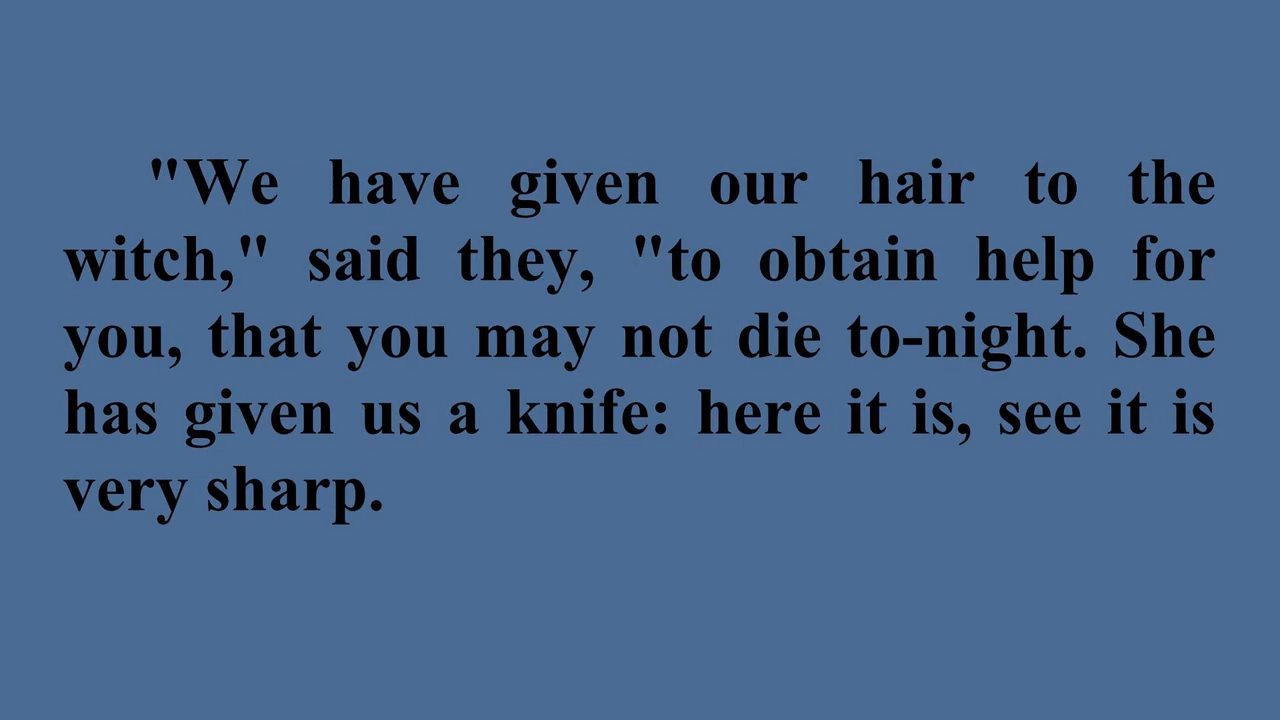 "We have given our hair to the
witch," said they, "to obtain help for
you, that you may not die to-night. She
has given us a knife: here it is, see it is
very sharp.